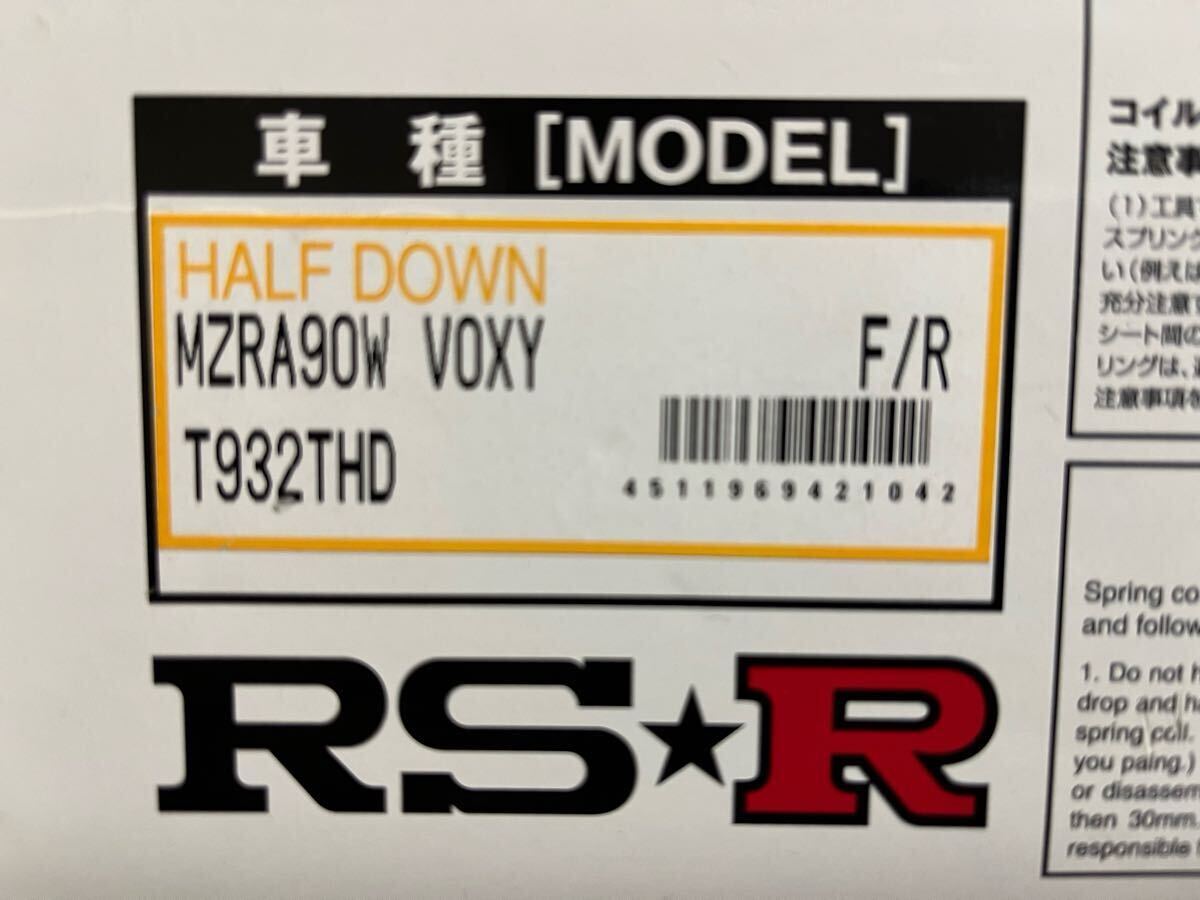 車 種 [MODEL]
HALF DOWN
MZRA90W VOXY F/R
T932THD
4511969421042
RS★R
コイル
注意事
(1)工具
スプリング
い(例えば
充分注意
シート間の
リングは、
注意事項を
Spring co
and follow
1. Do not h
drop and ha
spring coil.
you paing.)
or disassem
then 30mm.
responsible